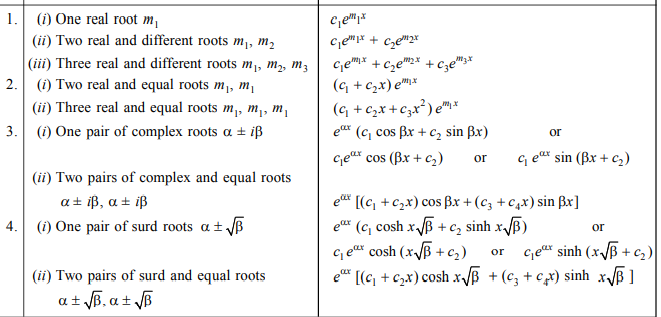 1. (i) One real root m₁ c₁e^{m₁x}
(ii) Two real and different roots m₁, m₂ c₁e^{m₁x} + c₂e^{m₂x}
(iii) Three real and different roots m₁, m₂, m₃ c₁e^{m₁x} + c₂e^{m₂x} + c₃e^{m₃x}
2. (i) Two real and equal roots m₁, m₁ (c₁ + c₂x) e^{m₁x}
(ii) Three real and equal roots m₁, m₁, m₁ (c₁ + c₂x + c₃x²) e^{m₁x}
3. (i) One pair of complex roots α ± iβ e^{αx} (c₁ cos βx + c₂ sin βx) or
c₁e^{αx} cos (βx + c₂) or c₁ e^{αx} sin (βx + c₂)
(ii) Two pairs of complex and equal roots
α ± iβ, α ± iβ e^{αx} [(c₁ + c₂x) cos βx + (c₃ + c₄x) sin βx]
4. (i) One pair of surd roots α ± √β e^{αx} (c₁ cosh x√β + c₂ sinh x√β) or
c₁ e^{αx} cosh (x√β + c₂) or c₁e^{αx} sinh (x√β + c₂)
(ii) Two pairs of surd and equal roots e^{αx} [(c₁ + c₂x) cosh x√β + (c₃ + c₄x) sinh x√β ]
α ± √β, α ± √β